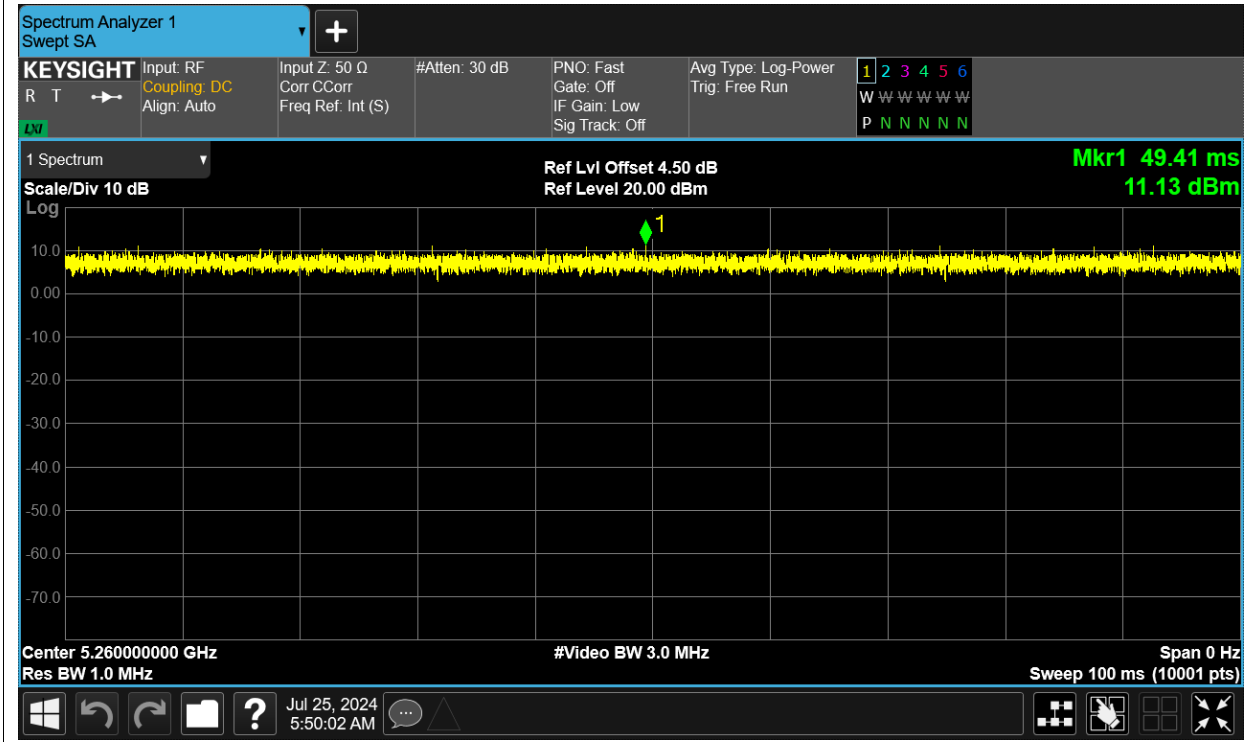 Spectrum Analyzer 1
Swept SA
+
KEYSIGHT Input: RF Input Z: 50 Ω #Atten: 30 dB PNO: Fast Avg Type: Log-Power 1 2 3 4 5 6
R T Coupling: DC Corr CCorr Gate: Off Trig: Free Run W W W W W W
Align: Auto Freq Ref: Int (S) IF Gain: Low
LXI Sig Track: Off P N N N N N
1 Spectrum Ref Lvl Offset 4.50 dB Mkr1 49.41 ms
Scale/Div 10 dB Ref Level 20.00 dBm 11.13 dBm
Log
1
10.0
0.00
-10.0
-20.0
-30.0
-40.0
-50.0
-60.0
-70.0
Center 5.260000000 GHz #Video BW 3.0 MHz Span 0 Hz
Res BW 1.0 MHz Sweep 100 ms (10001 pts)
? Jul 25, 2024
5:50:02 AM